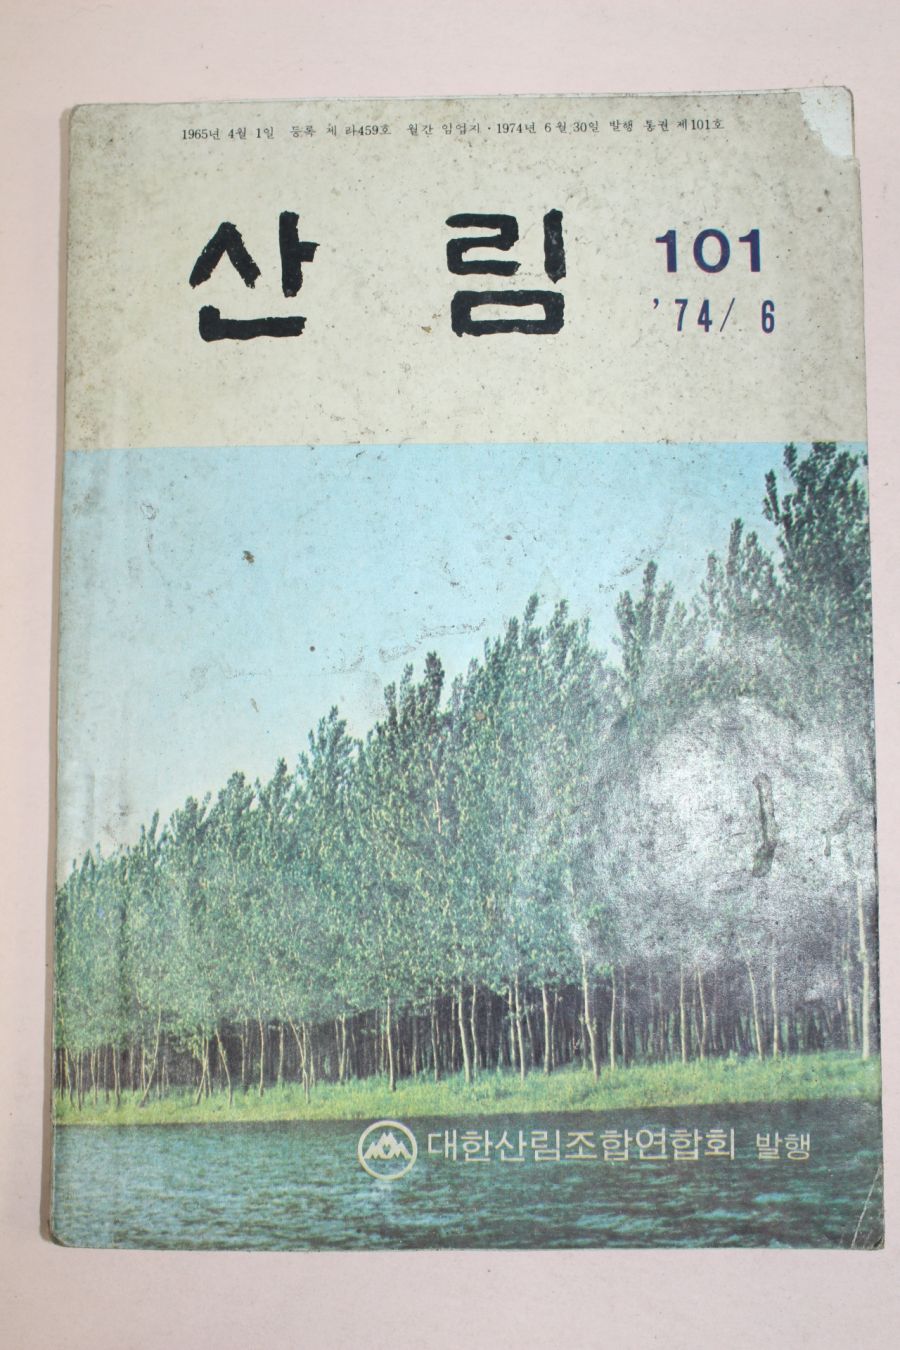 1965년 4월 1일 등록 제 라459호 월간 임업지・1974년 6월 30일 발행 통권 제101호
산 림 101
'74/ 6
대한산림조합연합회 발행